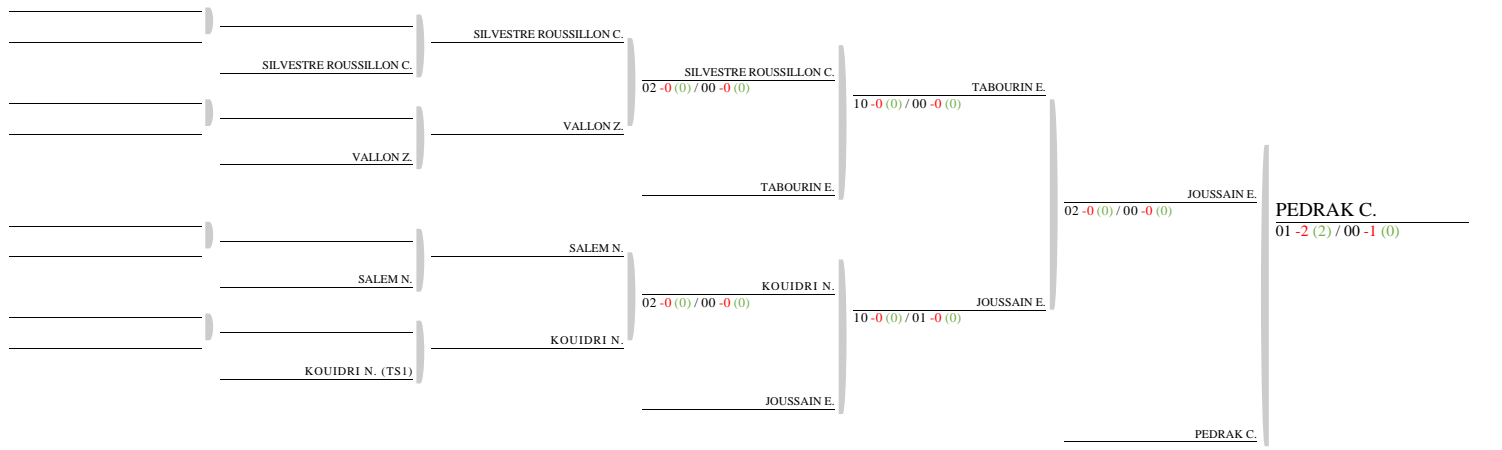 SILVESTRE ROUSSILLON C.
SILVESTRE ROUSSILLON C.
SILVESTRE ROUSSILLON C.
02 -0 (0) / 00 -0 (0)
TABOURIN E.
10 -0 (0) / 00 -0 (0)
VALLON Z.
VALLON Z.
TABOURIN E.
JOUSSAIN E.
02 -0 (0) / 00 -0 (0)
PEDRAK C.
01 -2 (2) / 00 -1 (0)
SALEM N.
SALEM N.
KOUIDRI N.
02 -0 (0) / 00 -0 (0)
JOUSSAIN E.
10 -0 (0) / 01 -0 (0)
KOUIDRI N.
KOUIDRI N. (TS1)
JOUSSAIN E.
PEDRAK C.